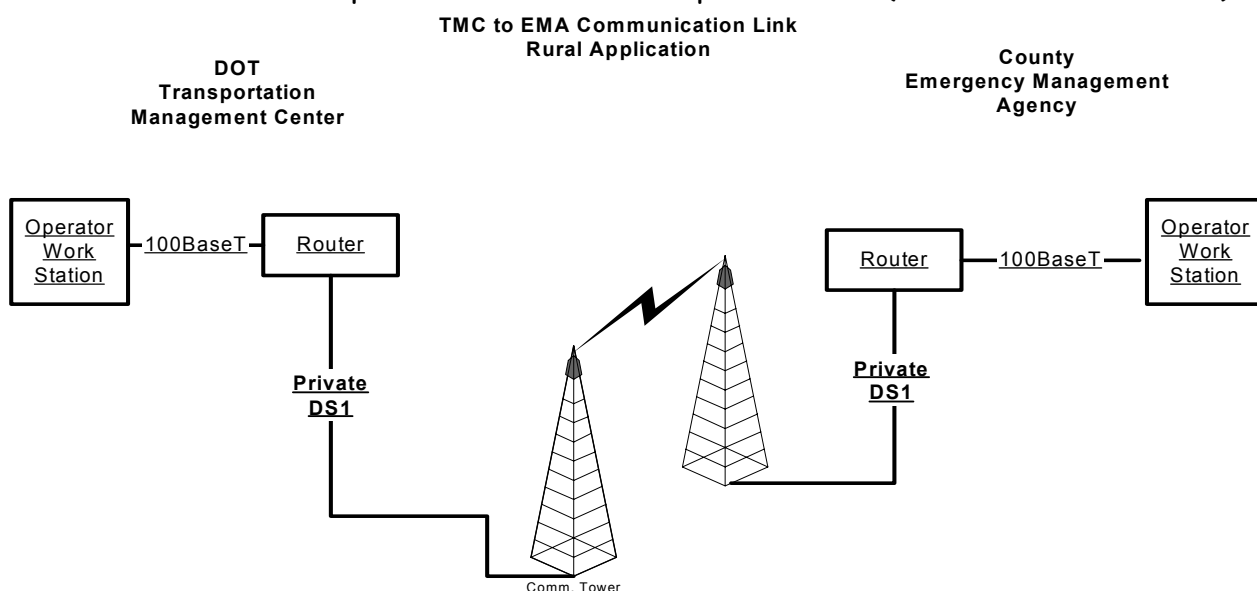 TMC to EMA Communication Link
Rural Application
DOT
Transportation
Management Center
County
Emergency Management
Agency
Operator
Work
Station
100BaseT
Router
Private
DS1
Comm. Tower
Router
100BaseT
Operator
Work
Station
Private
DS1